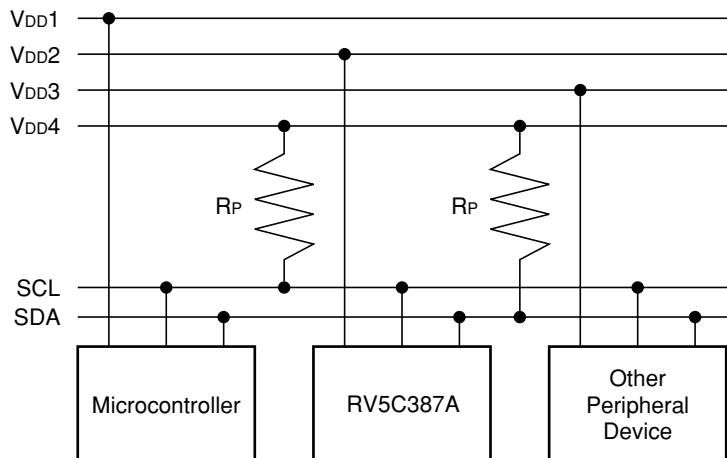 VDD1
VDD2
VDD3
VDD4
RP
RP
SCL
SDA
Microcontroller
RV5C387A
Other
Peripheral
Device